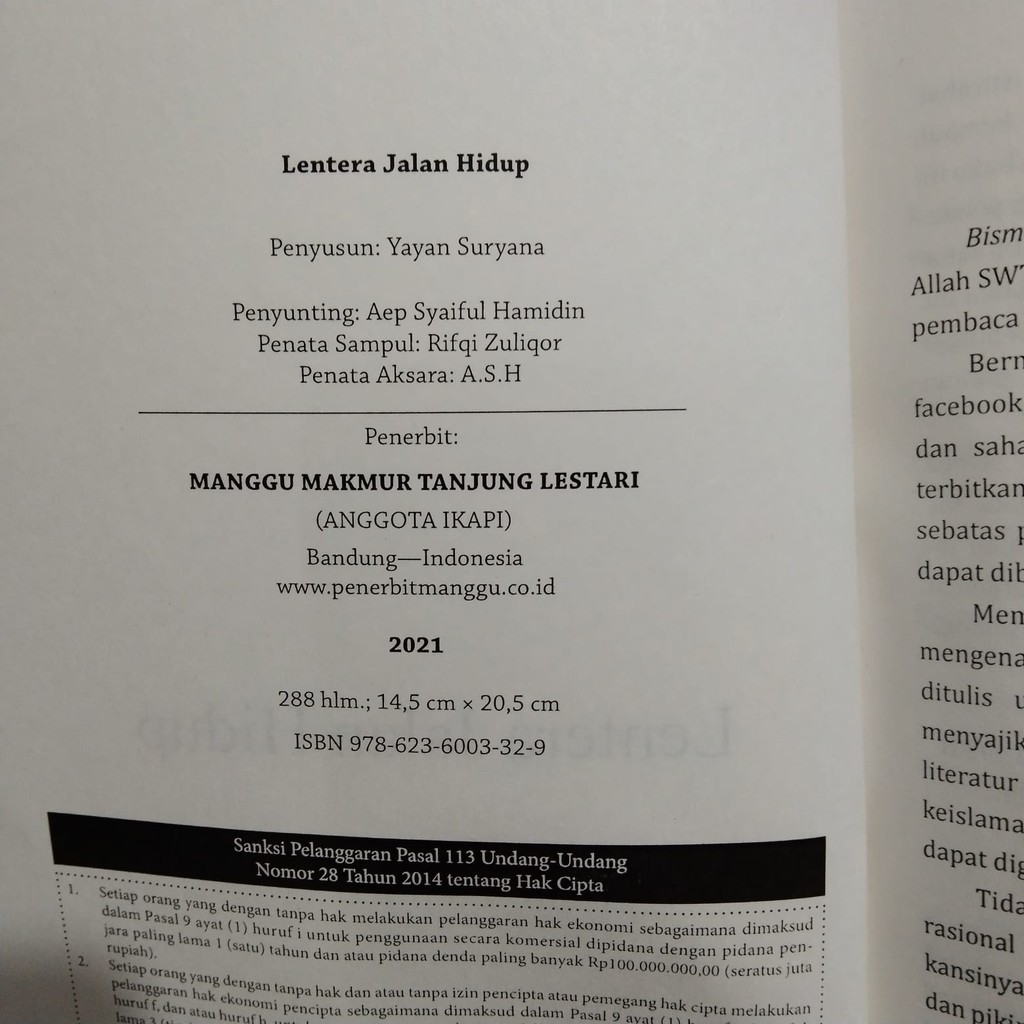 Lentera Jalan Hidup
Penyusun: Yayan Suryana
Penyunting: Aep Syaiful Hamidin
Penata Sampul: Rifqi Zuliqor
Penata Aksara: A.S.H
Penerbit:
MANGGU MAKMUR TANJUNG LESTARI
(ANGGOTA IKAPI)
Bandung—Indonesia
www.penerbitmanggu.co.id
2021
288 hlm.; 14,5 cm × 20,5 cm
ISBN 978-623-6003-32-9
Sanksi Pelanggaran Pasal 113 Undang-Undang
Nomor 28 Tahun 2014 tentang Hak Cipta
1. Setiap orang yang dengan tanpa hak melakukan pelanggaran hak ekonomi sebagaimana dimaksud
dalam Pasal 9 ayat (1) huruf i untuk penggunaan secara komersial dipidana dengan pidana pen-
jara paling lama 1 (satu) tahun dan atau pidana denda paling banyak Rp100.000.000,00 (seratus juta
rupiah).
2. Setiap orang yang dengan tanpa hak dan atau tanpa izin pencipta atau pemegang hak cipta melakukan
pelanggaran hak ekonomi pencipta sebagaimana dimaksud dalam Pasal 9 ayat (1) huruf
huruf f, dan atau huruf h
Bism
Allah SWT
pembaca
Bern
facebook
dan saha
terbitkan
sebatas p
dapat dib
Men
mengena
ditulis u
menyajik
literatur
keislama
dapat dig
Tida
rasional
kansinya
dan piki